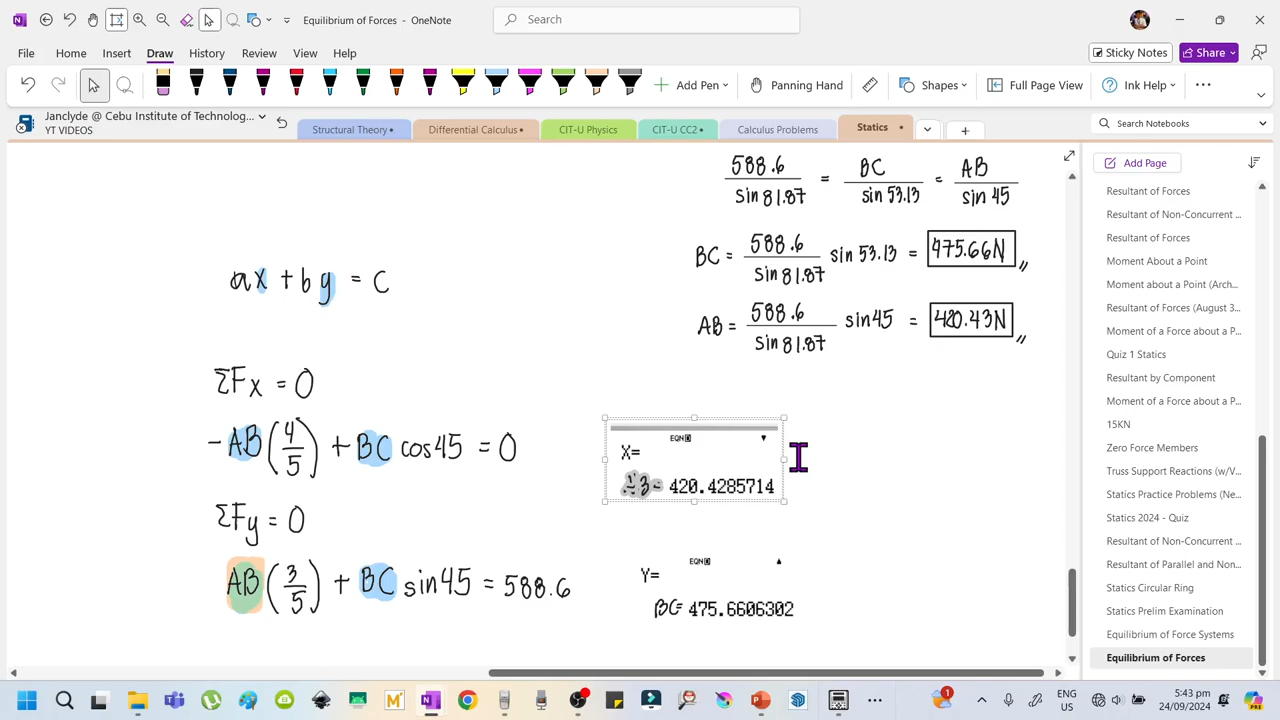 Equilibrium of Forces - OneNote
Search
File Home Insert Draw History Review View Help
Sticky Notes Share
Add Pen Panning Hand Shapes Full Page View Ink Help
Janclyde @ Cebu Institute of Technolog...
YT VIDEOS
Structural Theory Differential Calculus CIT-U Physics CIT-U CC2 Calculus Problems Statics
Search Notebooks
Add Page
Resultant of Forces
Resultant of Non-Concurrent ...
Resultant of Forces
Moment About a Point
Moment about a Point (Arch...
Resultant of Forces (August 3...
Moment of a Force about a P...
Quiz 1 Statics
Resultant by Component
Moment of a Force about a P...
15KN
Zero Force Members
Truss Support Reactions (w/V...
Statics Practice Problems (Ne...
Statics 2024 - Quiz
Resultant of Non-Concurrent ...
Resultant of Parallel and Non...
Statics Circular Ring
Statics Prelim Examination
Equilibrium of Force Systems
Equilibrium of Forces
588.6 / sin 81.87 = BC / sin 53.13 = AB / sin 45
BC = 588.6 / sin 81.87 sin 53.13 = 475.66N
AB = 588.6 / sin 81.87 sin 45 = 420.43N
ax + by = c
ΣFx = 0
-AB (4/5) + BC cos45 = 0
ΣFy = 0
AB (3/5) + BC sin45 = 588.6
EQN
X=
420.4285714
EQN
Y=
BC= 475.6606302
ENG
US
5:43 pm
24/09/2024
1